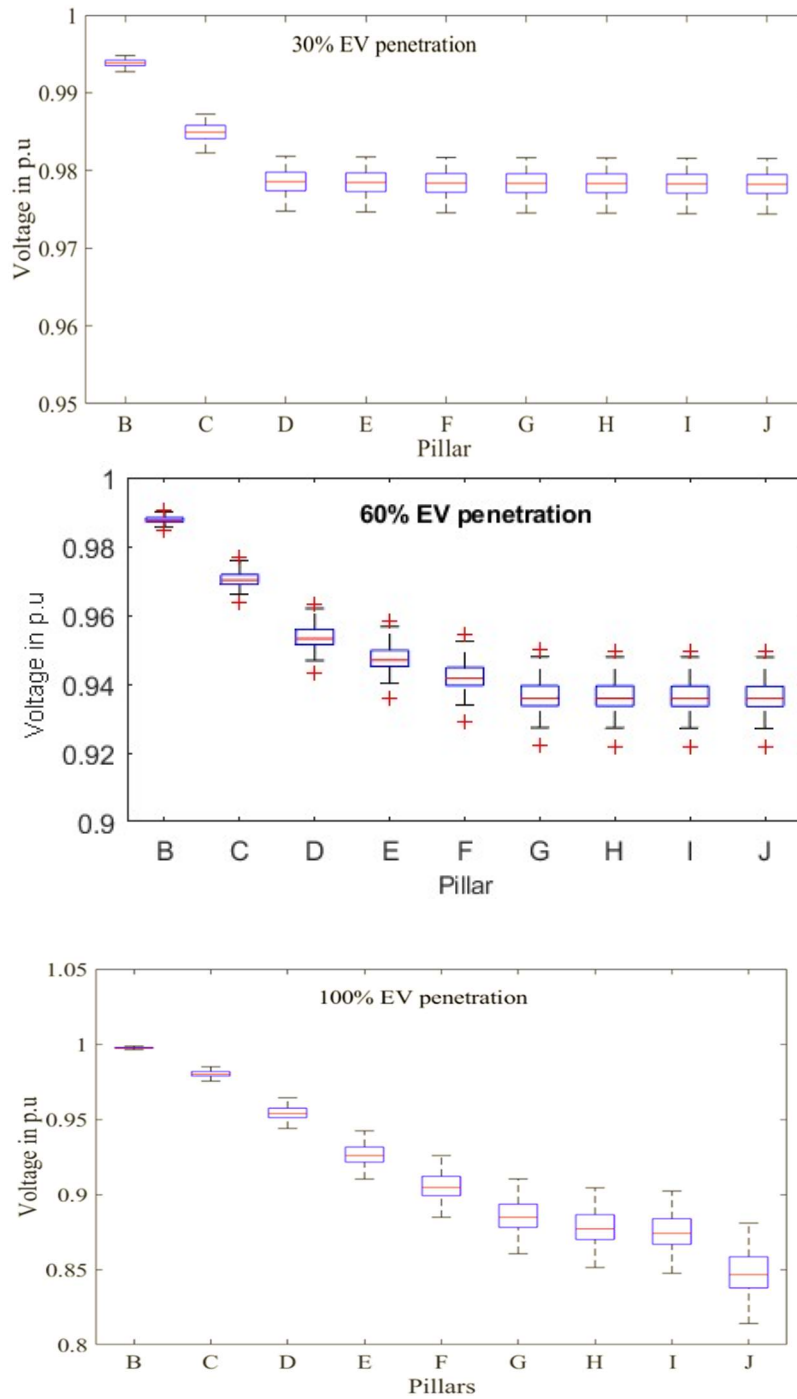 1
30% EV penetration
0.99
0.98
0.97
0.96
0.95
Voltage in p.u
B C D E F G H I J
Pillar
1
60% EV penetration
0.98
0.96
0.94
0.92
0.9
Voltage in p.u
B C D E F G H I J
Pillar
1.05
100% EV penetration
1
0.95
0.9
0.85
0.8
Voltage in p.u
B C D E F G H I J
Pillars